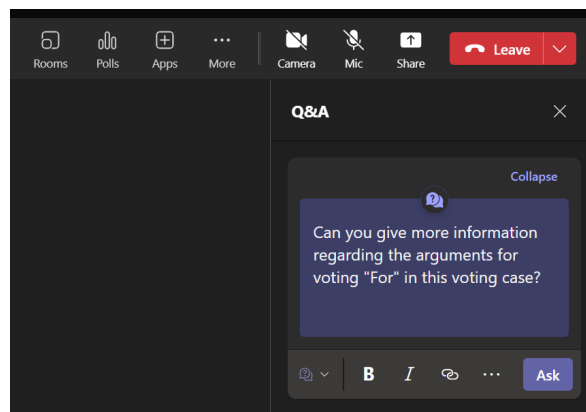 Rooms Polls Apps More Camera Mic Share Leave
Q&A
Collapse
Can you give more information
regarding the arguments for
voting "For" in this voting case?
B I Ask